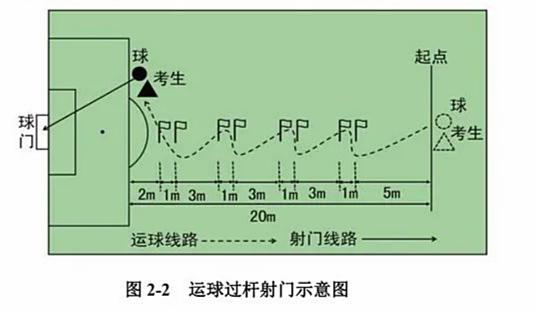 球
考生
起点
球门
球
考生
2m 1m 3m 1m 3m 1m 3m 1m 5m
20m
运球线路 射门线路
图 2-2 运球过杆射门示意图